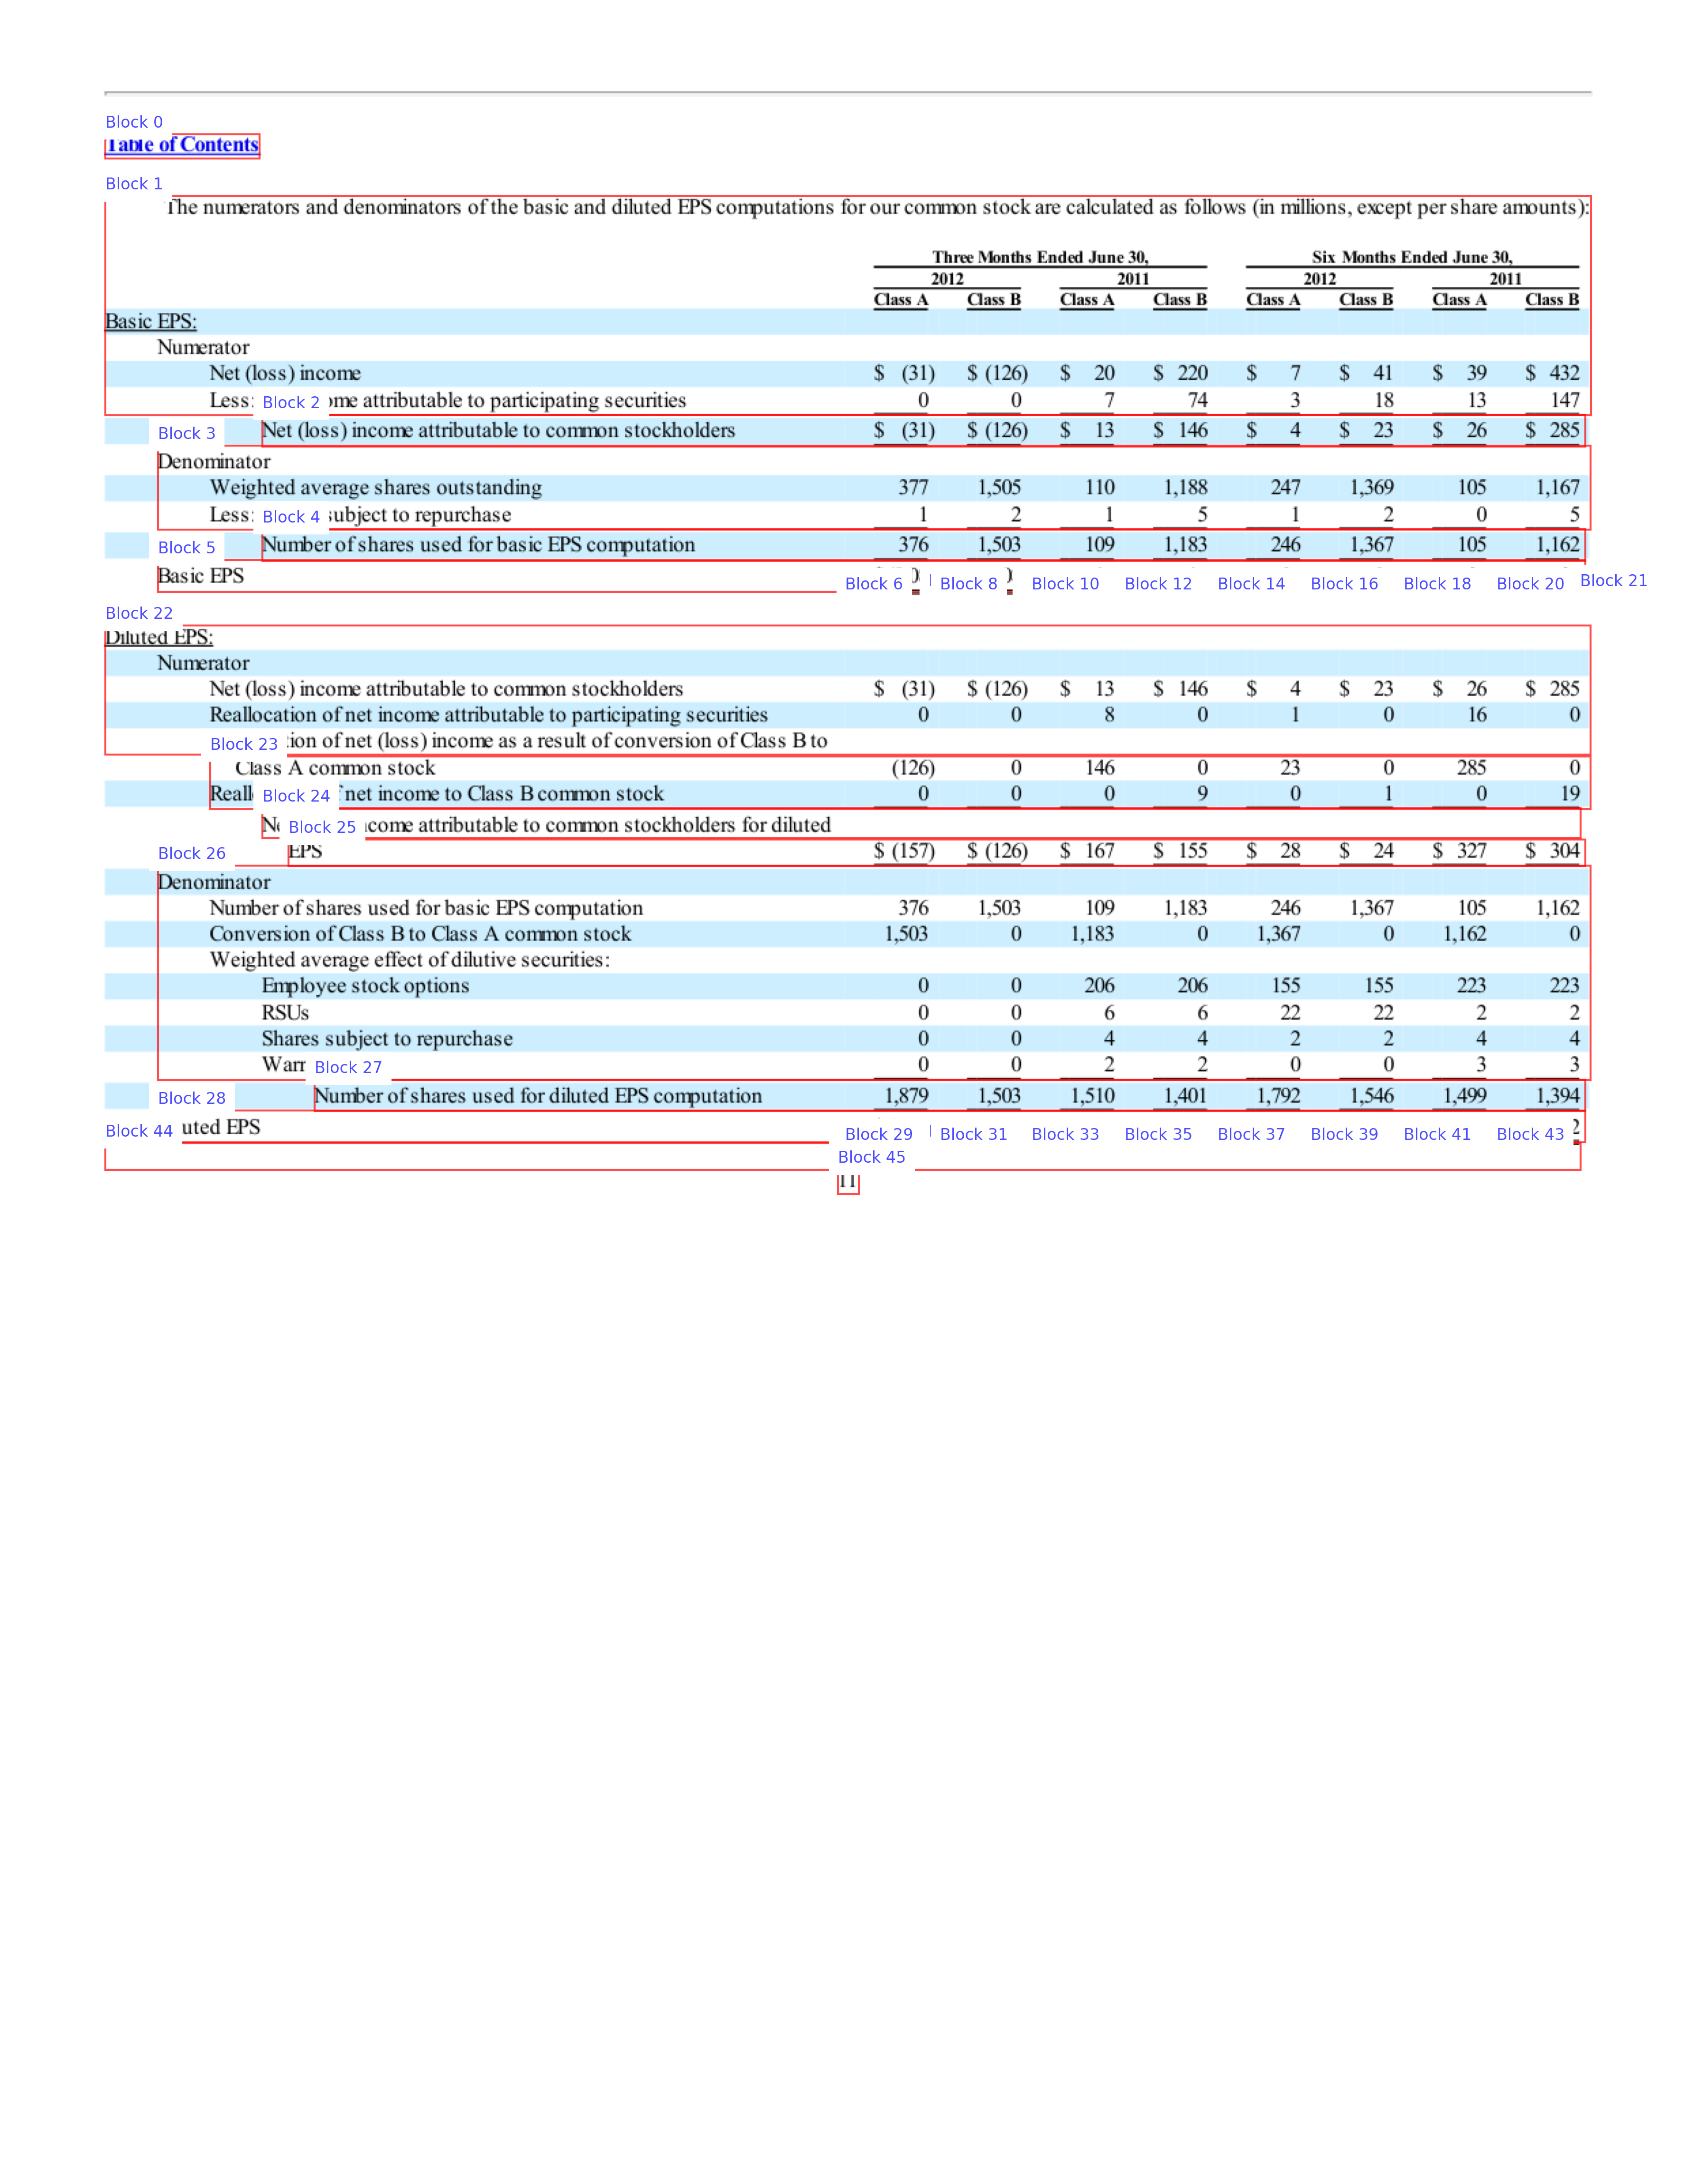 Block 0
Table of Contents
Block 1
The numerators and denominators of the basic and diluted EPS computations for our common stock are calculated as follows (in millions, except per share amounts):
Three Months Ended June 30, Six Months Ended June 30,
2012 2011 2012 2011
Class A Class B Class A Class B Class A Class B Class A Class B
Basic EPS:
Numerator
Net (loss) income $ (31) $ (126) $ 20 $ 220 $ 7 $ 41 $ 39 $ 432
Less: Block 2 me attributable to participating securities 0 0 7 74 3 18 13 147
Block 3 Net (loss) income attributable to common stockholders $ (31) $ (126) $ 13 $ 146 $ 4 $ 23 $ 26 $ 285
Denominator
Weighted average shares outstanding 377 1,505 110 1,188 247 1,369 105 1,167
Less: Block 4 subject to repurchase 1 2 1 5 1 2 0 5
Block 5 Number of shares used for basic EPS computation 376 1,503 109 1,183 246 1,367 105 1,162
Basic EPS Block 6 Block 8 Block 10 Block 12 Block 14 Block 16 Block 18 Block 20 Block 21
Block 22
Diluted EPS:
Numerator
Net (loss) income attributable to common stockholders $ (31) $ (126) $ 13 $ 146 $ 4 $ 23 $ 26 $ 285
Reallocation of net income attributable to participating securities 0 0 8 0 1 0 16 0
Block 23 tion of net (loss) income as a result of conversion of Class B to
Class A common stock (126) 0 146 0 23 0 285 0
Reall Block 24 net income to Class B common stock 0 0 0 9 0 1 0 19
Block 25 come attributable to common stockholders for diluted
Block 26 EPS $ (157) $ (126) $ 167 $ 155 $ 28 $ 24 $ 327 $ 304
Denominator
Number of shares used for basic EPS computation 376 1,503 109 1,183 246 1,367 105 1,162
Conversion of Class B to Class A common stock 1,503 0 1,183 0 1,367 0 1,162 0
Weighted average effect of dilutive securities:
Employee stock options 0 0 206 206 155 155 223 223
RSUs 0 0 6 6 22 22 2 2
Shares subject to repurchase 0 0 4 4 2 2 4 4
Warr Block 27 0 0 2 2 0 0 3 3
Block 28 Number of shares used for diluted EPS computation 1,879 1,503 1,510 1,401 1,792 1,546 1,499 1,394
Block 44 uted EPS Block 29 Block 31 Block 33 Block 35 Block 37 Block 39 Block 41 Block 43 2
Block 45
11